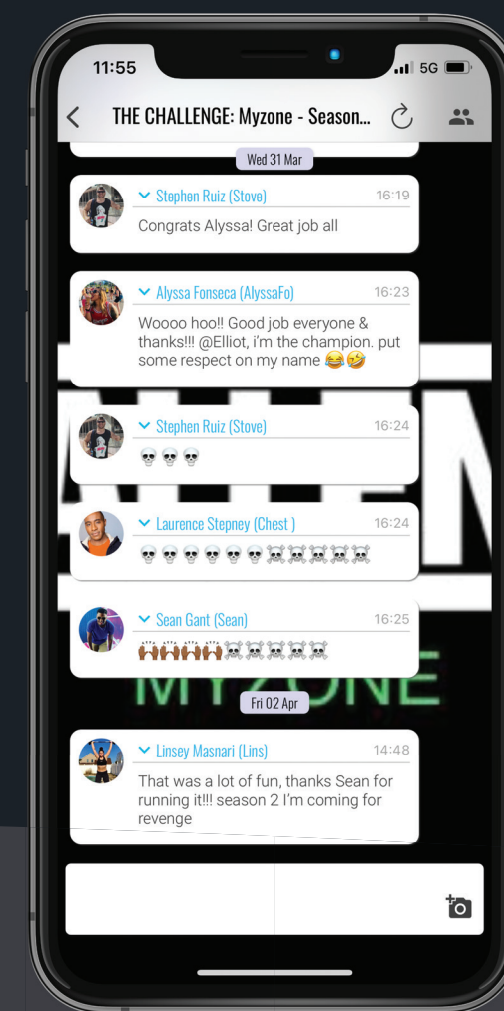 11:55
5G
THE CHALLENGE: Myzone - Season...
Wed 31 Mar
Stephen Ruiz (Stove)
16:19
Congrats Alyssa! Great job all
Alyssa Fonseca (AlyssaFo)
16:23
Woooo hoo!! Good job everyone &
thanks!!! @Elliot, i'm the champion. put
some respect on my name 😂🤣
Stephen Ruiz (Stove)
16:24
💀💀💀
Laurence Stepney (Chest )
16:24
💀💀💀💀💀💀☠️☠️☠️☠️☠️
Sean Gant (Sean)
16:25
🙌🏾🙌🏾🙌🏾🙌🏾☠️☠️☠️☠️☠️
ALLEN
MYZONE
Fri 02 Apr
Linsey Masnari (Lins)
14:48
That was a lot of fun, thanks Sean for
running it!!! season 2 I'm coming for
revenge